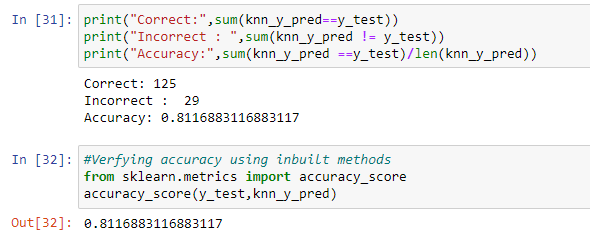 In [31]: print("Correct:",sum(knn_y_pred==y_test))
print("Incorrect : ",sum(knn_y_pred != y_test))
print("Accuracy:",sum(knn_y_pred ==y_test)/len(knn_y_pred))
Correct: 125
Incorrect :  29
Accuracy: 0.8116883116883117
In [32]: #Verfying accuracy using inbuilt methods
from sklearn.metrics import accuracy_score
accuracy_score(y_test,knn_y_pred)
Out[32]: 0.8116883116883117